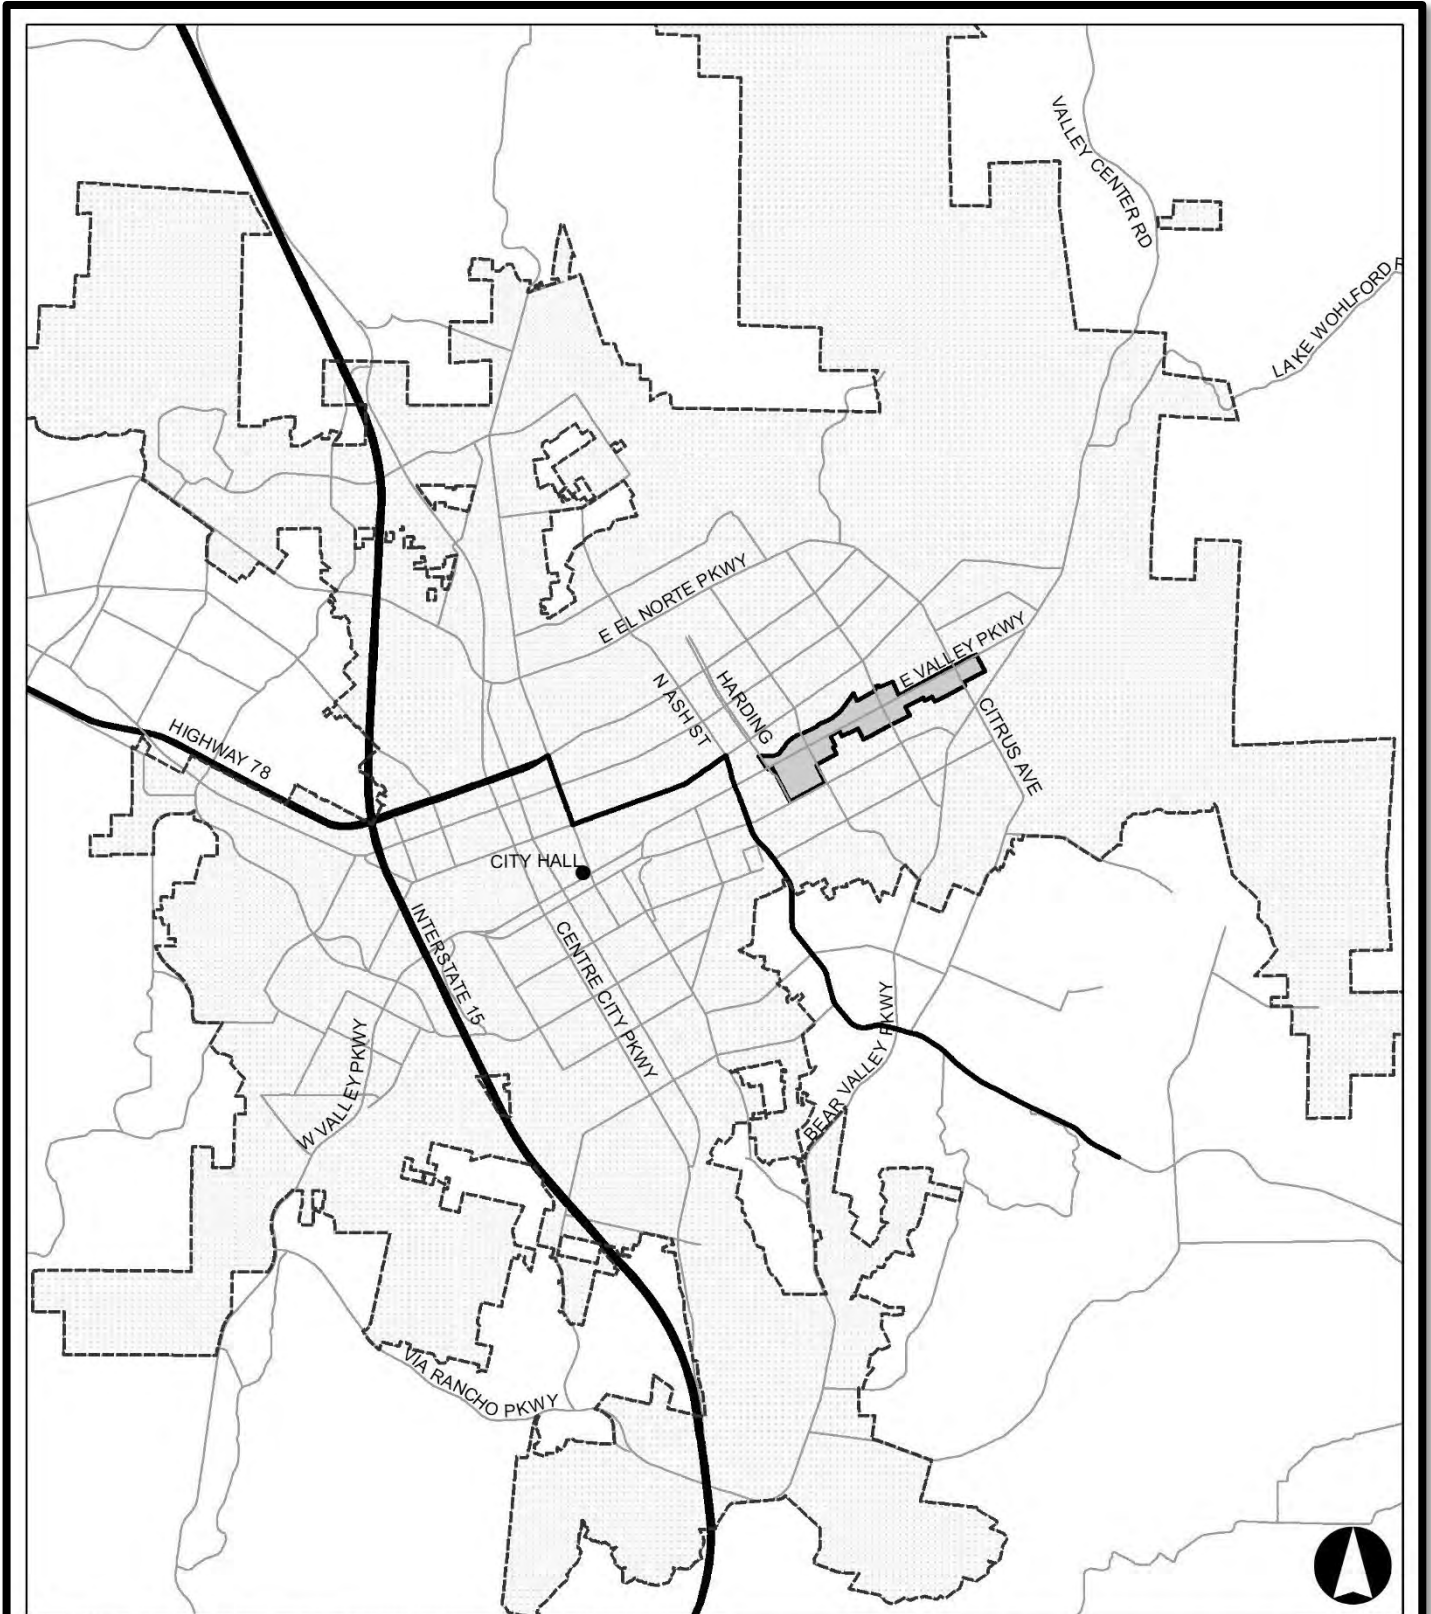 VALLEY CENTER RD
LAKE WOHLFORD R
E EL NORTE PKWY
E VALLEY PKWY
N ASH ST
HARDING
CITRUS AVE
HIGHWAY 78
CITY HALL
INTERSTATE 15
CENTRE CITY PKWY
W VALLEY PKWY
BEAR VALLEY PKWY
VIA RANCHO PKWY